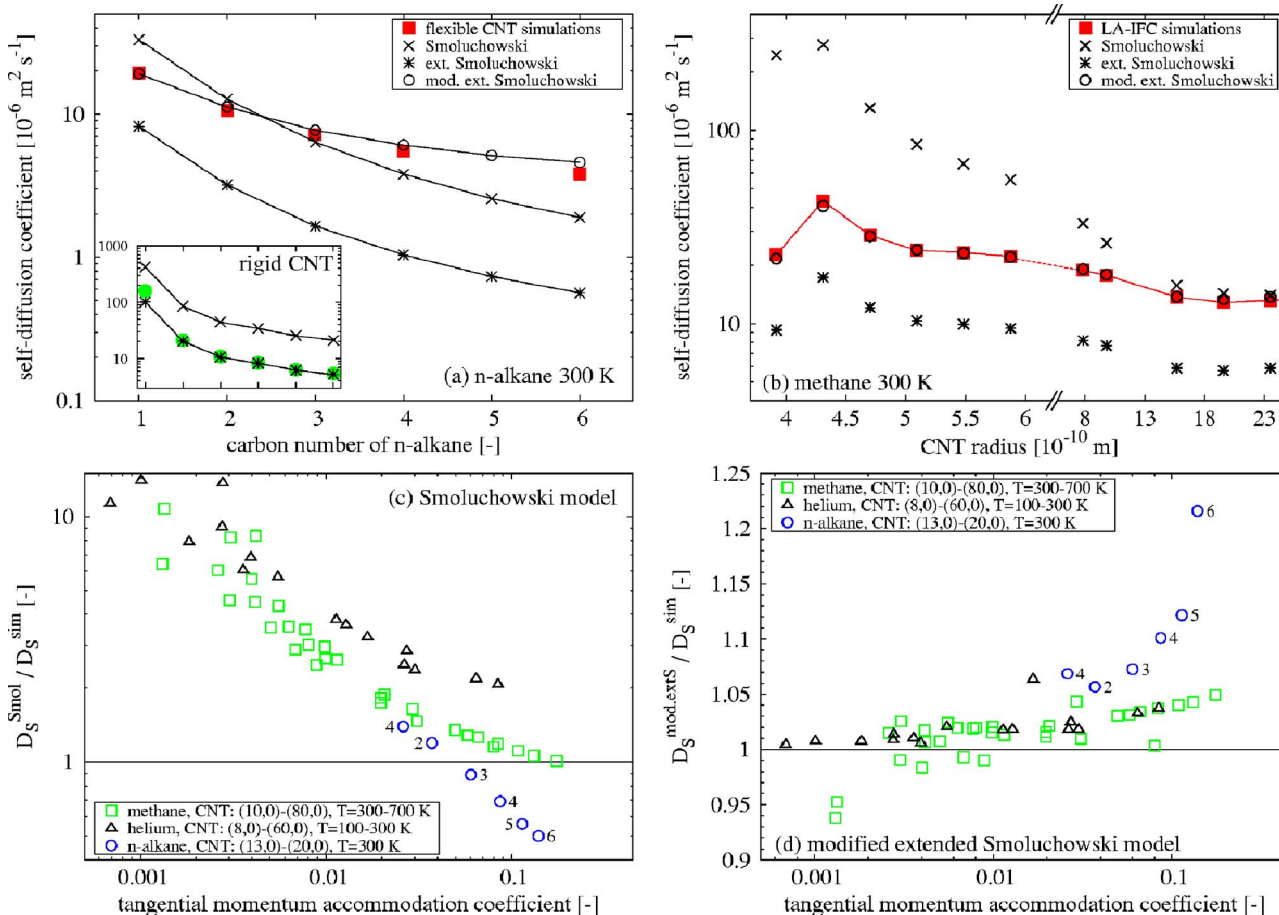 100
10
1
0.1
self-diffusion coefficient [10⁻⁶ m² s⁻¹]
flexible CNT simulations
Smoluchowski
ext. Smoluchowski
mod. ext. Smoluchowski
1000
100
10
rigid CNT
(a) n-alkane 300 K
1 2 3 4 5 6
carbon number of n-alkane [-]
100
10
self-diffusion coefficient [10⁻⁶ m² s⁻¹]
LA-IFC simulations
Smoluchowski
ext. Smoluchowski
mod. ext. Smoluchowski
(b) methane 300 K
4 4.5 5 5.5 6 8 13 18 23
CNT radius [10⁻¹⁰ m]
10
1
D_S^Smol / D_S^sim [-]
(c) Smoluchowski model
4
2
3
4
5
6
methane, CNT: (10,0)-(80,0), T=300-700 K
helium, CNT: (8,0)-(60,0), T=100-300 K
n-alkane, CNT: (13,0)-(20,0), T=300 K
0.001 0.01 0.1
tangential momentum accommodation coefficient [-]
1.25
1.2
1.15
1.1
1.05
1
0.95
0.9
D_S^mod.extS / D_S^sim [-]
methane, CNT: (10,0)-(80,0), T=300-700 K
helium, CNT: (8,0)-(60,0), T=100-300 K
n-alkane, CNT: (13,0)-(20,0), T=300 K
6
5
4
3
4
2
(d) modified extended Smoluchowski model
0.001 0.01 0.1
tangential momentum accommodation coefficient [-]